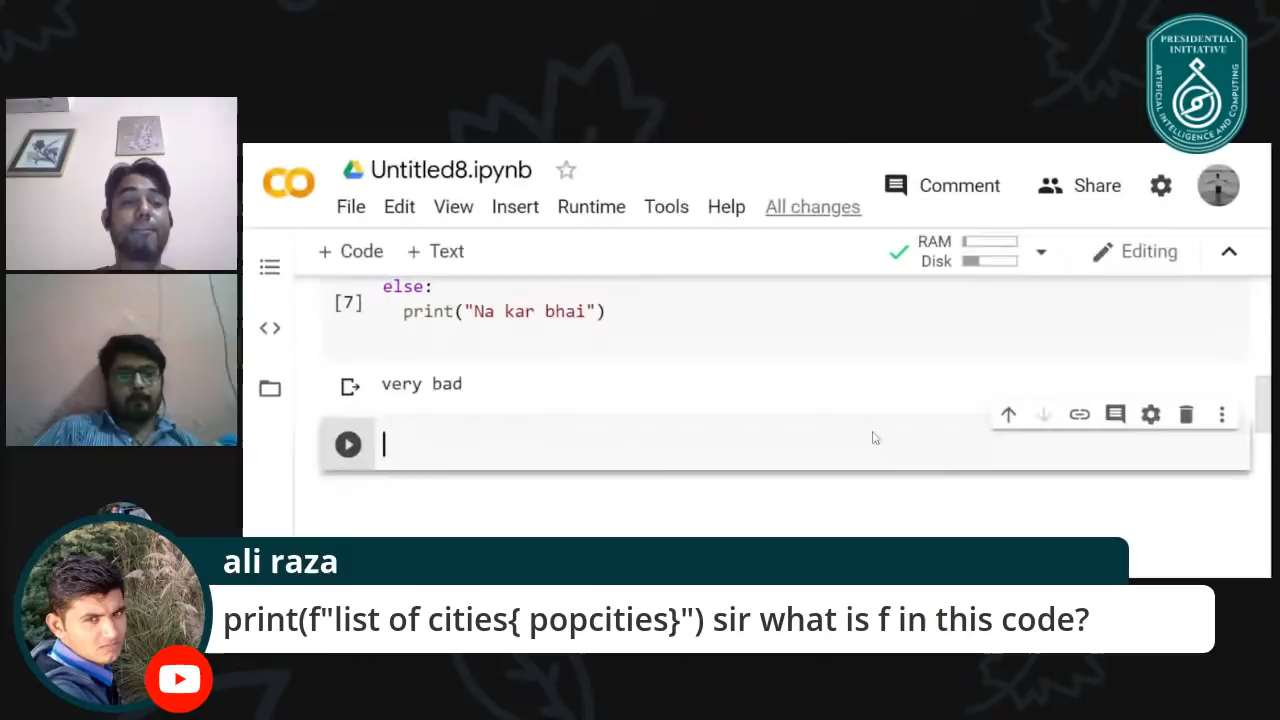 PRESIDENTIAL
INITIATIVE
ARTIFICIAL INTELLIGENCE AND COMPUTING
CO Untitled8.ipynb
Comment Share
File Edit View Insert Runtime Tools Help All changes
+ Code + Text
RAM
Disk
Editing
else:
[7] print("Na kar bhai")
very bad
ali raza
print(f"list of cities{ popcities}") sir what is f in this code?